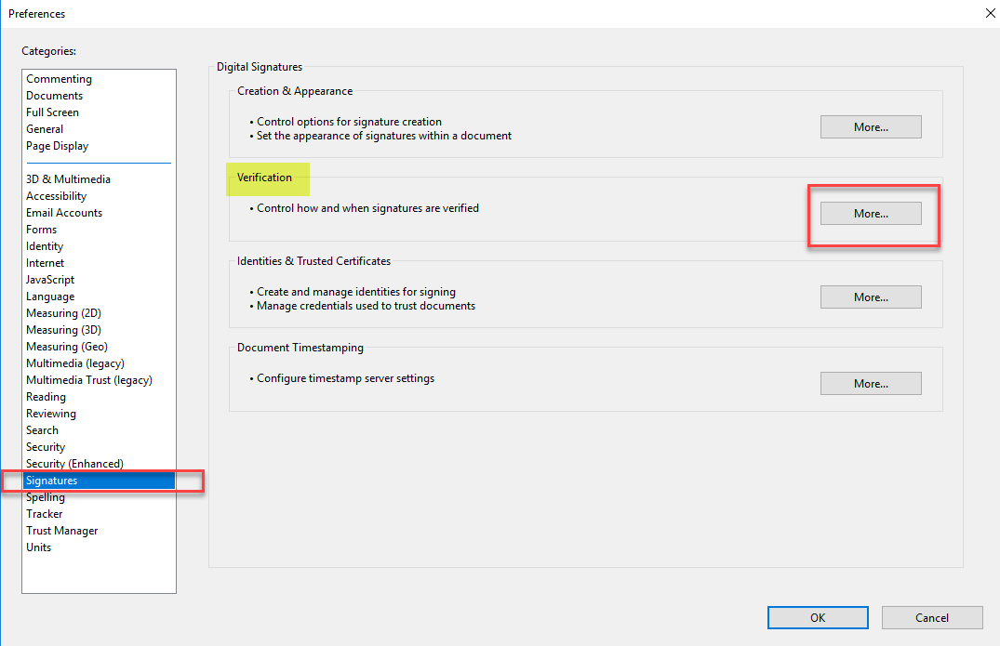 Preferences
Categories:
Commenting
Documents
Full Screen
General
Page Display
3D & Multimedia
Accessibility
Email Accounts
Forms
Identity
Internet
JavaScript
Language
Measuring (2D)
Measuring (3D)
Measuring (Geo)
Multimedia (legacy)
Multimedia Trust (legacy)
Reading
Reviewing
Search
Security
Security (Enhanced)
Signatures
Spelling
Tracker
Trust Manager
Units
Digital Signatures
Creation & Appearance
• Control options for signature creation
• Set the appearance of signatures within a document
More...
Verification
• Control how and when signatures are verified
More...
Identities & Trusted Certificates
• Create and manage identities for signing
• Manage credentials used to trust documents
More...
Document Timestamping
• Configure timestamp server settings
More...
OK
Cancel